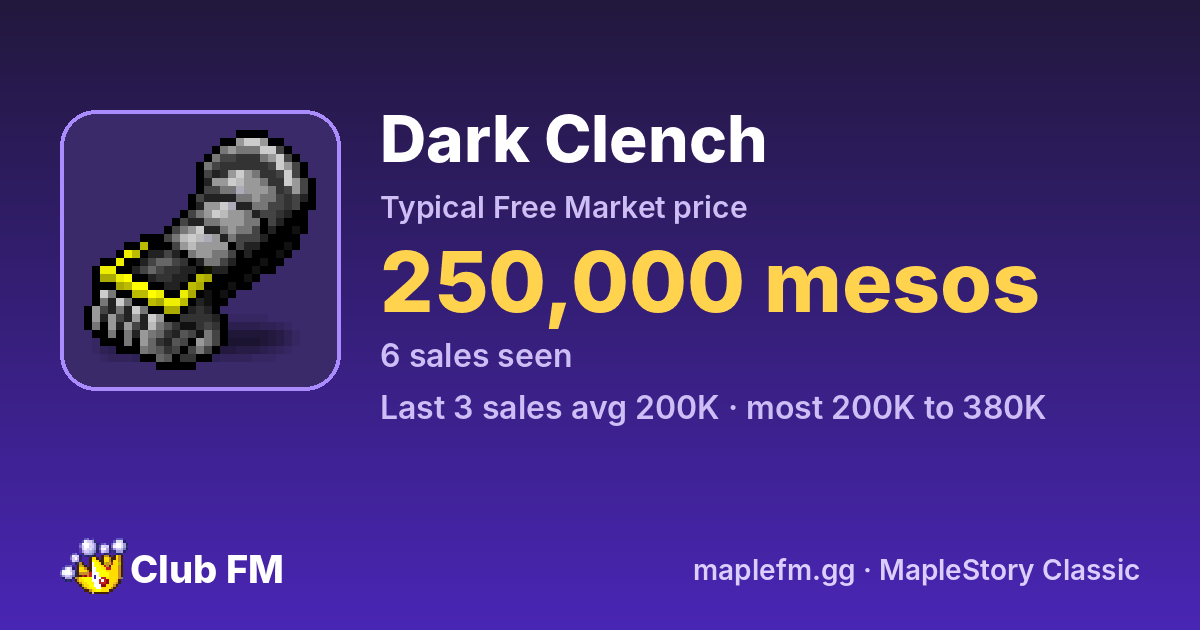 Dark Clench
Typical Free Market price
250,000 mesos
6 sales seen
Last 3 sales avg 200K · most 200K to 380K
Club FM
maplefm.gg · MapleStory Classic